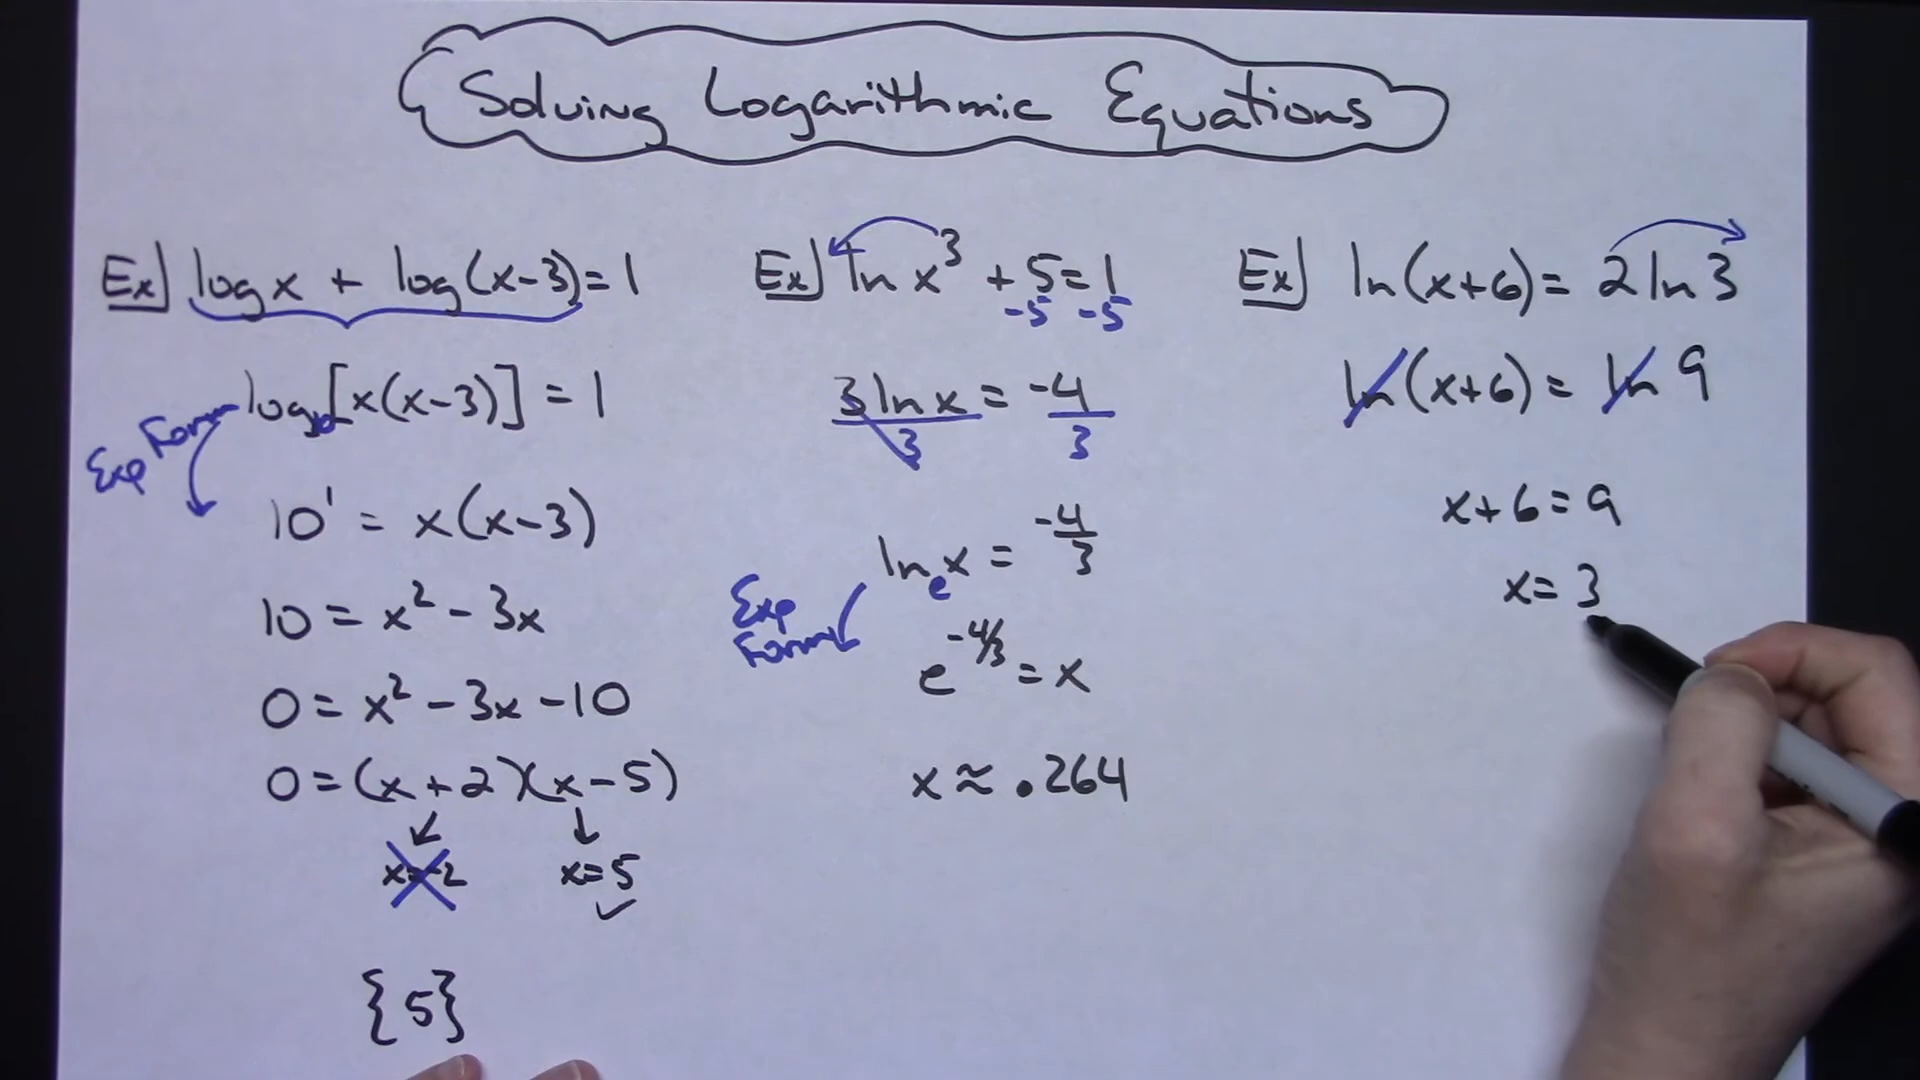 Solving Logarithmic Equations
Ex] log x + log(x-3) = 1
log₁₀[x(x-3)] = 1
Exp Form
10¹ = x(x-3)
10 = x² - 3x
0 = x² - 3x - 10
0 = (x+2)(x-5)
x=-2 x=5 ✓
{5}
Ex] ln x³ + 5 = 1
-5 -5
3 ln x = -4
3 3
ln_e x = -4/3
Exp Form
e^-4/3 = x
x ≈ .264
Ex] ln(x+6) = 2 ln 3
ln(x+6) = ln 9
x+6 = 9
x = 3